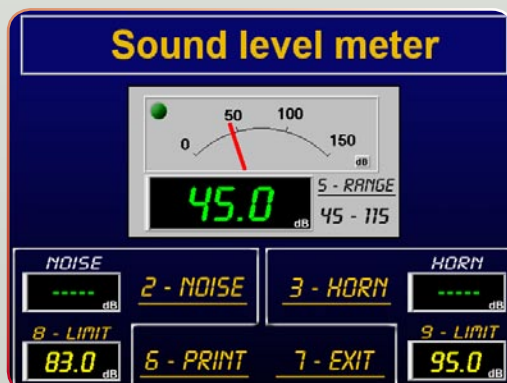 Sound level meter
0 50 100 150
dB
45.0 dB
5 - RANGE
45 - 115
NOISE
----- dB
2 - NOISE
3 - HORN
HORN
----- dB
8 - LIMIT
83.0 dB
6 - PRINT
7 - EXIT
9 - LIMIT
95.0 dB